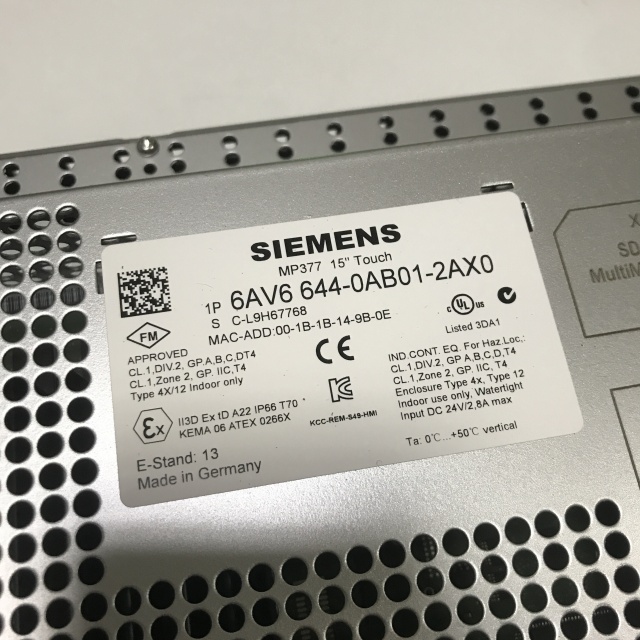 SIEMENS
MP377 15" Touch
1P 6AV6 644-0AB01-2AX0
S C-L9H67768
MAC-ADD:00-1B-1B-14-9B-0E
FM
APPROVED
CL.1,DIV.2, GP.A,B,C,DT4
CL.1,Zone 2, GP. IIC,T4
Type 4X/12 Indoor only
CE
c UL us
Listed 3DA1
IND.CONT. EQ. For Haz.Loc.:
CL.1,DIV.2, GP.A,B,C,D,T4
CL.1, Zone 2, GP. IIC, T4
Enclosure Type 4x, Type 12
Indoor use only, Watertight
Input DC 24V/2,8A max
Ex
II3D Ex tD A22 IP66 T70
KEMA 06 ATEX 0266X
KCC-REM-S49-HMI
Ta: 0℃...+50℃ vertical
E-Stand: 13
Made in Germany
X
SD
MultiM